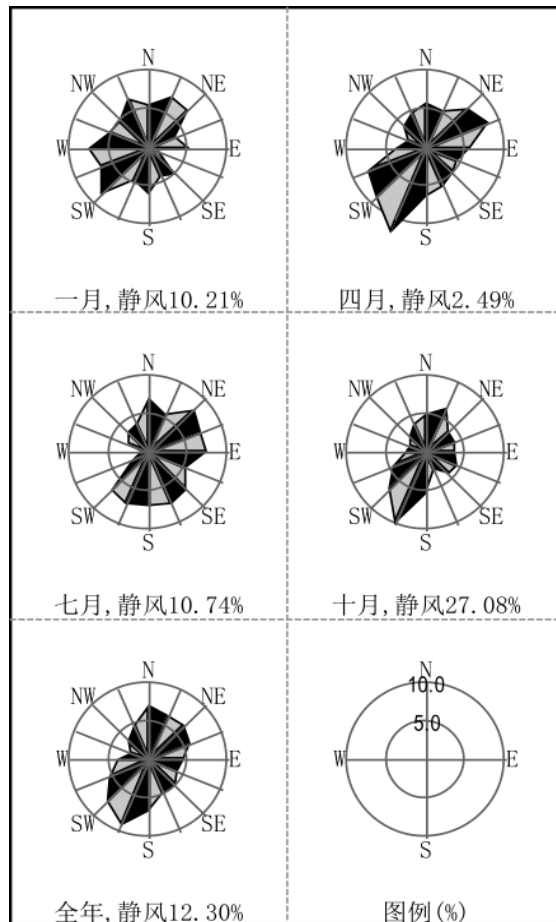 N
NW NE
W E
SW SE
S
一月,静风10.21%
N
NW NE
W E
SW SE
S
四月,静风2.49%
N
NW NE
W E
SW SE
S
七月,静风10.74%
N
NW NE
W E
SW SE
S
十月,静风27.08%
N
NW NE
W E
SW SE
S
全年,静风12.30%
N
10.0
5.0
W E
S
图例(%)